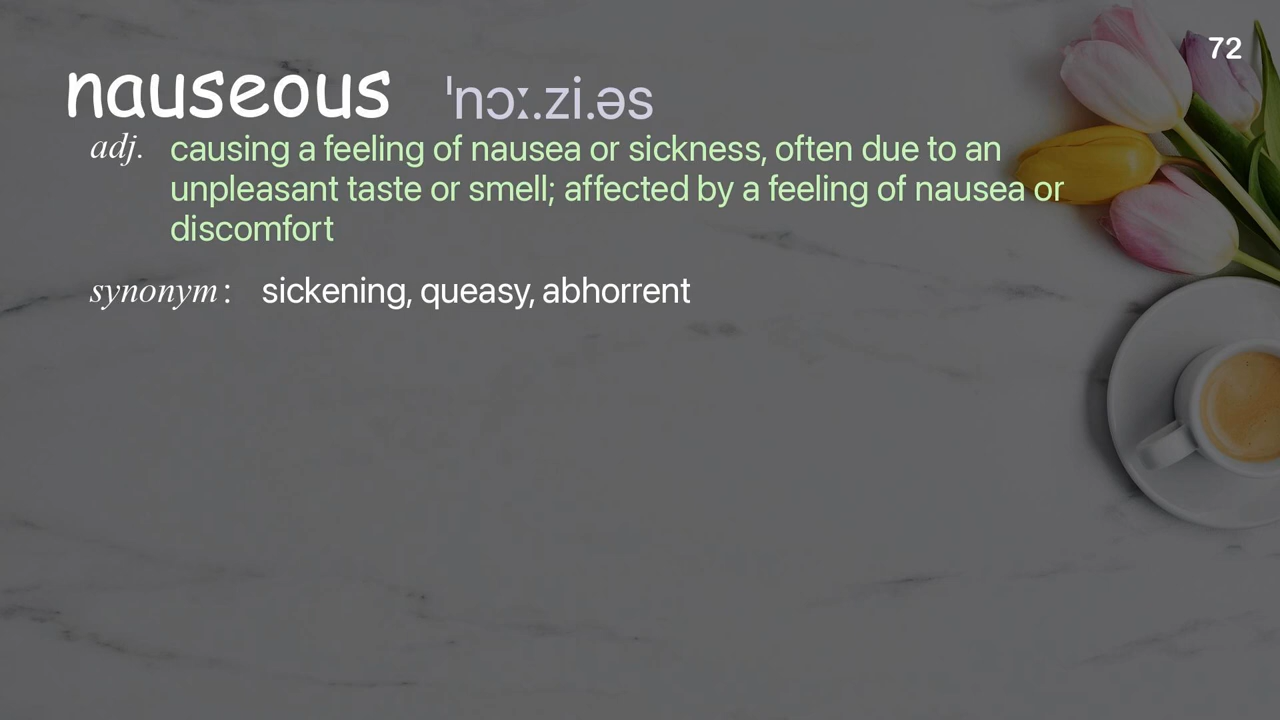 72
nauseous ˈnɔː.zi.əs
adj. causing a feeling of nausea or sickness, often due to an
unpleasant taste or smell; affected by a feeling of nausea or
discomfort
synonym : sickening, queasy, abhorrent